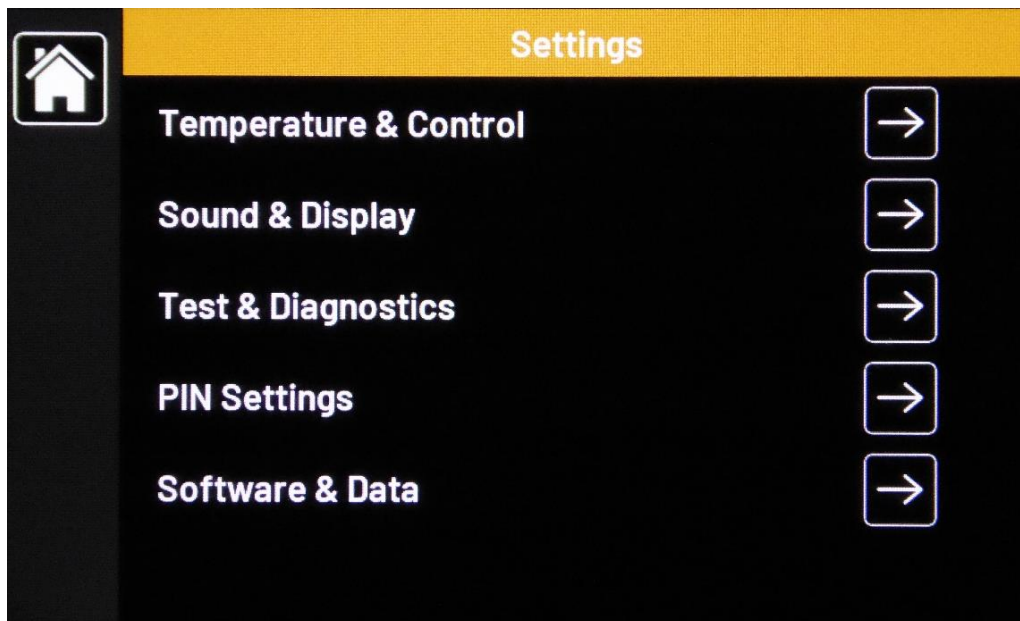 Settings
Temperature & Control
Sound & Display
Test & Diagnostics
PIN Settings
Software & Data